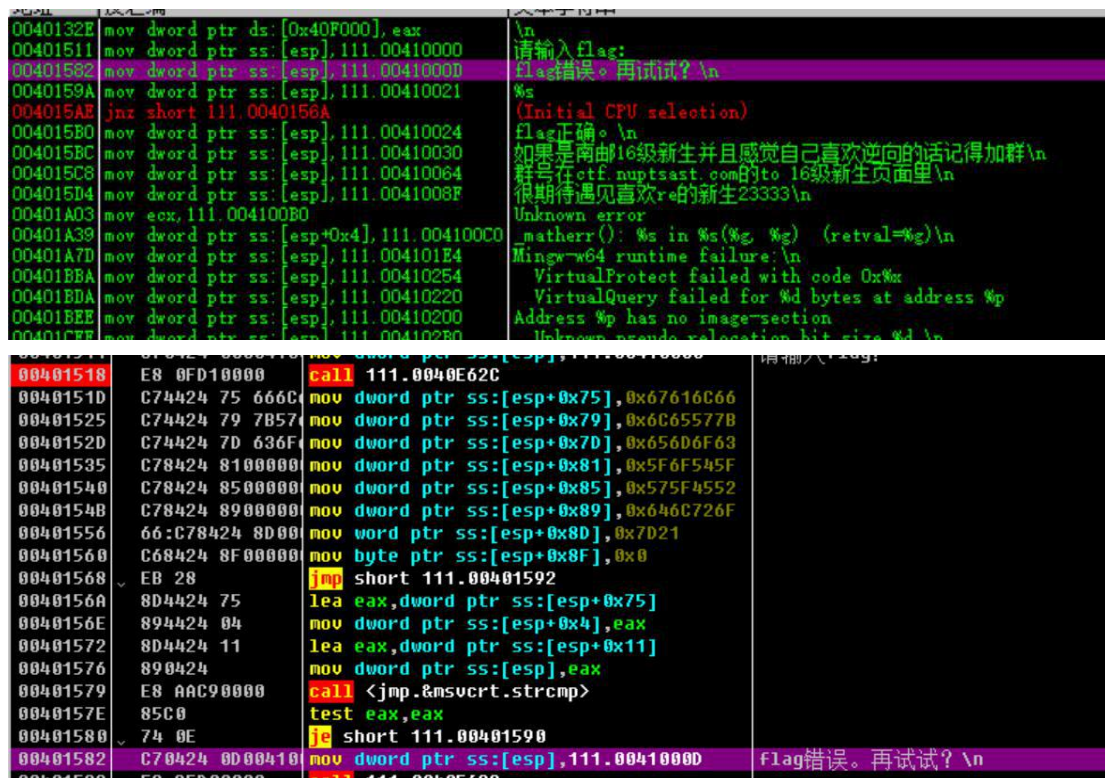 0040132E mov dword ptr ds:[0x40F000],eax \n
00401511 mov dword ptr ss:[esp],111.00410000 请输入flag:
00401582 mov dword ptr ss:[esp],111.0041000D flag错误。再试试？\n
0040159A mov dword ptr ss:[esp],111.00410021 %s
004015AE jnz short 111.0040156A (Initial CPU selection)
004015B0 mov dword ptr ss:[esp],111.00410024 flag正确。\n
004015BC mov dword ptr ss:[esp],111.00410030 如果是南邮16级新生并且感觉自己喜欢逆向的话记得加群\n
004015C8 mov dword ptr ss:[esp],111.00410064 群号在ctf.nuptsast.com的to 16级新生页面里\n
004015D4 mov dword ptr ss:[esp],111.0041008F 很期待遇见喜欢re的新生23333\n
00401A03 mov ecx,111.004100B0 Unknown error
00401A39 mov dword ptr ss:[esp+0x4],111.004100C0 _matherr(): %s in %s(%g, %g)  (retval=%g)\n
00401A7D mov dword ptr ss:[esp],111.004101E4 Mingw-w64 runtime failure:\n
00401BBA mov dword ptr ss:[esp],111.00410254 VirtualProtect failed with code 0x%x
00401BDA mov dword ptr ss:[esp],111.00410220 VirtualQuery failed for %d bytes at address %p
00401BEE mov dword ptr ss:[esp],111.00410200 Address %p has no image-section
00401518 E8 0FD10000 call 111.0040E62C
0040151D C74424 75 666C mov dword ptr ss:[esp+0x75],0x67616C66
00401525 C74424 79 7B57 mov dword ptr ss:[esp+0x79],0x6C65577B
0040152D C74424 7D 636F mov dword ptr ss:[esp+0x7D],0x656D6F63
00401535 C78424 81000000 mov dword ptr ss:[esp+0x81],0x5F6F545F
00401540 C78424 85000000 mov dword ptr ss:[esp+0x85],0x575F4552
0040154B C78424 89000000 mov dword ptr ss:[esp+0x89],0x646C726F
00401556 66:C78424 8D00 mov word ptr ss:[esp+0x8D],0x7D21
00401560 C68424 8F000000 mov byte ptr ss:[esp+0x8F],0x0
00401568 EB 28 jmp short 111.00401592
0040156A 8D4424 75 lea eax,dword ptr ss:[esp+0x75]
0040156E 894424 04 mov dword ptr ss:[esp+0x4],eax
00401572 8D4424 11 lea eax,dword ptr ss:[esp+0x11]
00401576 890424 mov dword ptr ss:[esp],eax
00401579 E8 AAC90000 call <jmp.&msvcrt.strcmp>
0040157E 85C0 test eax,eax
00401580 74 0E je short 111.00401590
00401582 C70424 0D00410 mov dword ptr ss:[esp],111.0041000D flag错误。再试试？\n